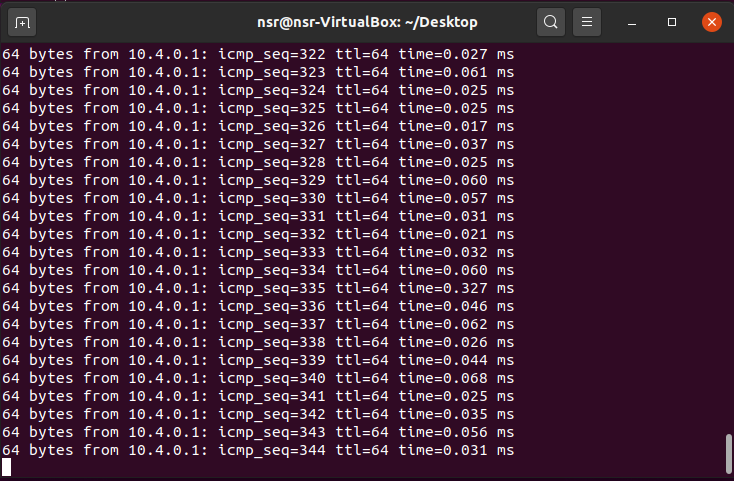 nsr@nsr-VirtualBox: ~/Desktop
64 bytes from 10.4.0.1: icmp_seq=322 ttl=64 time=0.027 ms
64 bytes from 10.4.0.1: icmp_seq=323 ttl=64 time=0.061 ms
64 bytes from 10.4.0.1: icmp_seq=324 ttl=64 time=0.025 ms
64 bytes from 10.4.0.1: icmp_seq=325 ttl=64 time=0.025 ms
64 bytes from 10.4.0.1: icmp_seq=326 ttl=64 time=0.017 ms
64 bytes from 10.4.0.1: icmp_seq=327 ttl=64 time=0.037 ms
64 bytes from 10.4.0.1: icmp_seq=328 ttl=64 time=0.025 ms
64 bytes from 10.4.0.1: icmp_seq=329 ttl=64 time=0.060 ms
64 bytes from 10.4.0.1: icmp_seq=330 ttl=64 time=0.057 ms
64 bytes from 10.4.0.1: icmp_seq=331 ttl=64 time=0.031 ms
64 bytes from 10.4.0.1: icmp_seq=332 ttl=64 time=0.021 ms
64 bytes from 10.4.0.1: icmp_seq=333 ttl=64 time=0.032 ms
64 bytes from 10.4.0.1: icmp_seq=334 ttl=64 time=0.060 ms
64 bytes from 10.4.0.1: icmp_seq=335 ttl=64 time=0.327 ms
64 bytes from 10.4.0.1: icmp_seq=336 ttl=64 time=0.046 ms
64 bytes from 10.4.0.1: icmp_seq=337 ttl=64 time=0.062 ms
64 bytes from 10.4.0.1: icmp_seq=338 ttl=64 time=0.026 ms
64 bytes from 10.4.0.1: icmp_seq=339 ttl=64 time=0.044 ms
64 bytes from 10.4.0.1: icmp_seq=340 ttl=64 time=0.068 ms
64 bytes from 10.4.0.1: icmp_seq=341 ttl=64 time=0.025 ms
64 bytes from 10.4.0.1: icmp_seq=342 ttl=64 time=0.035 ms
64 bytes from 10.4.0.1: icmp_seq=343 ttl=64 time=0.056 ms
64 bytes from 10.4.0.1: icmp_seq=344 ttl=64 time=0.031 ms